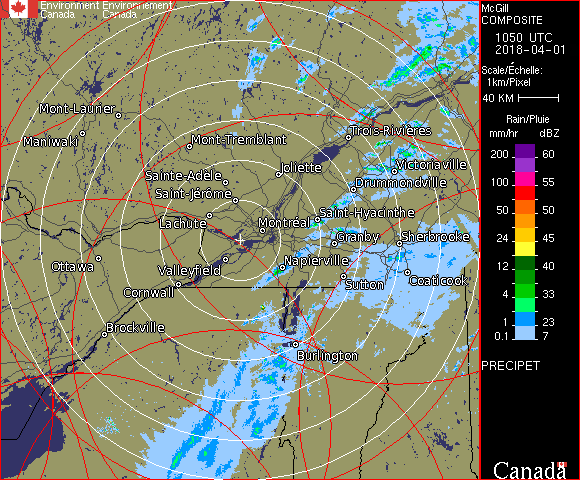 Environment Environnement
Canada Canada
McGill
COMPOSITE
1050 UTC
2018-04-01
Scale/Échelle:
1km/Pixel
40 KM
Rain/Pluie
mm/hr dBZ
200 60
150 57
100 55
50 50
24 45
12 40
4 33
1 23
0.1 7
PRECIPET
Canada
Mont-Laurier
Maniwaki
Mont-Tremblant
Trois-Rivières
Sainte-Adèle
Joliette
Victoriaville
Saint-Jérôme
Drummondville
Lachute
Montréal
Saint-Hyacinthe
Granby
Sherbrooke
Ottawa
Valleyfield
Napierville
Cornwall
Sutton
Coaticook
Brockville
Burlington